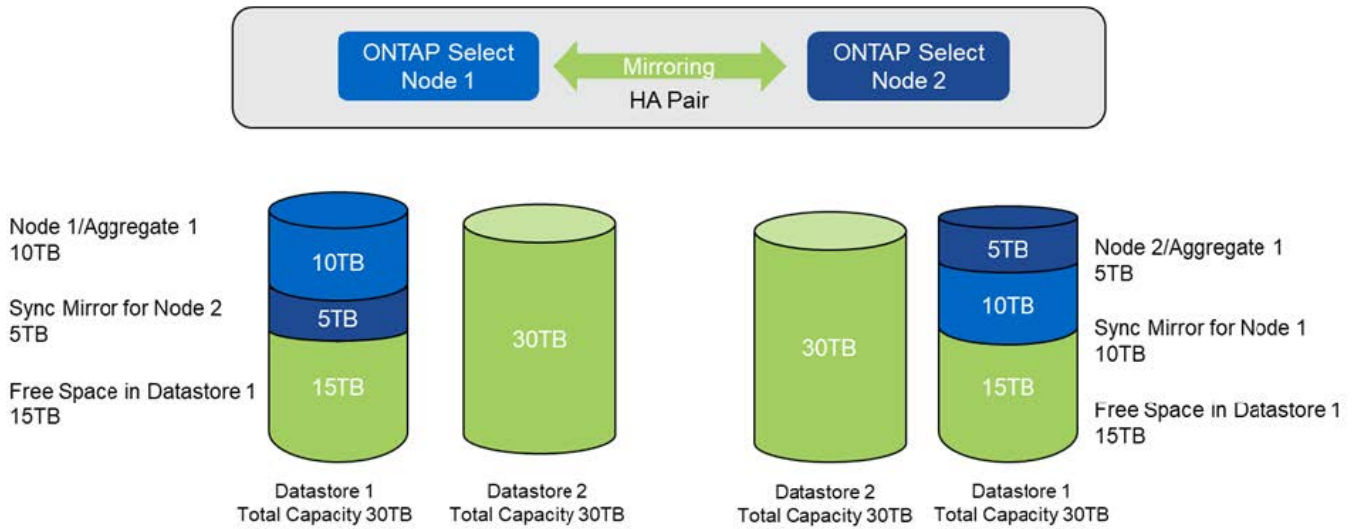 ONTAP Select
Node 1
Mirroring
HA Pair
ONTAP Select
Node 2
Node 1/Aggregate 1
10TB
Sync Mirror for Node 2
5TB
Free Space in Datastore 1
15TB
10TB
5TB
15TB
Datastore 1
Total Capacity 30TB
30TB
Datastore 2
Total Capacity 30TB
30TB
Datastore 2
Total Capacity 30TB
5TB
10TB
15TB
Datastore 1
Total Capacity 30TB
Node 2/Aggregate 1
5TB
Sync Mirror for Node 1
10TB
Free Space in Datastore 1
15TB